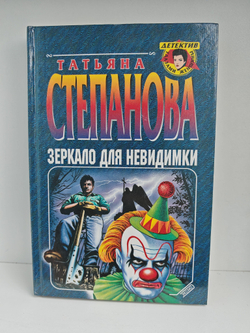 ДЕТЕКТИВ
ТАТЬЯНА
СТЕПАНОВА
ЗЕРКАЛО ДЛЯ НЕВИДИМКИ